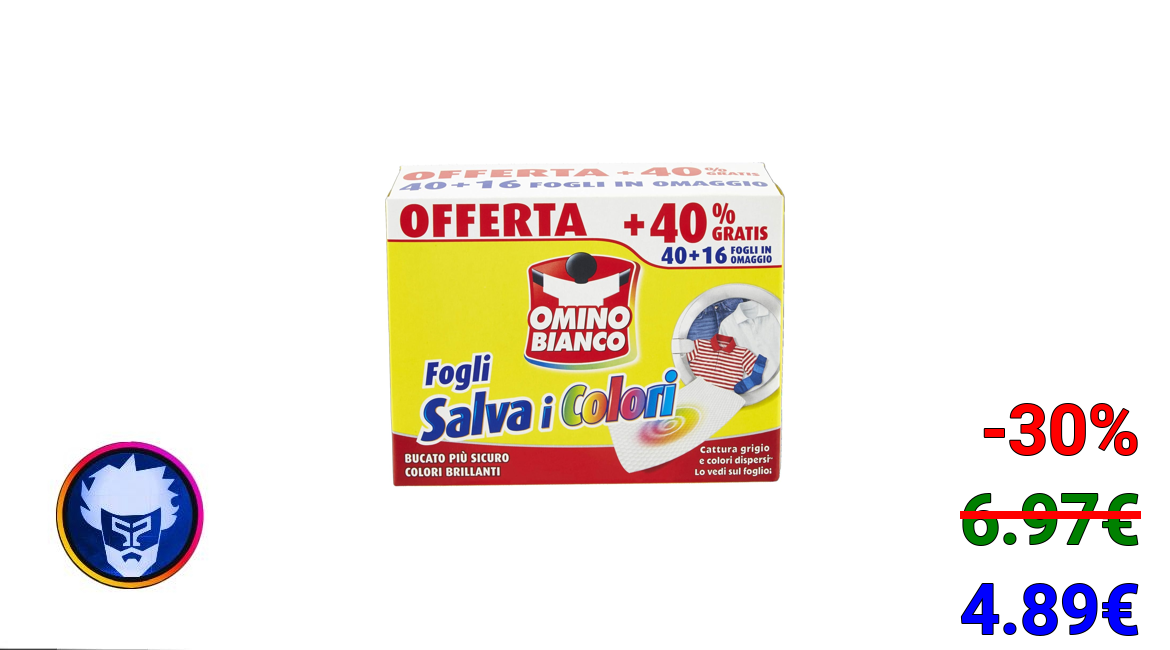 OFFERTA +40% GRATIS
40+16 FOGLI IN OMAGGIO
OFFERTA +40% GRATIS
40+16 FOGLI IN OMAGGIO
OMINO
BIANCO
Fogli
Salva i Colori
BUCATO PIÙ SICURO
COLORI BRILLANTI
Cattura grigio
e colori dispersi
Lo vedi sul foglio!
-30%
6.97€
4.89€